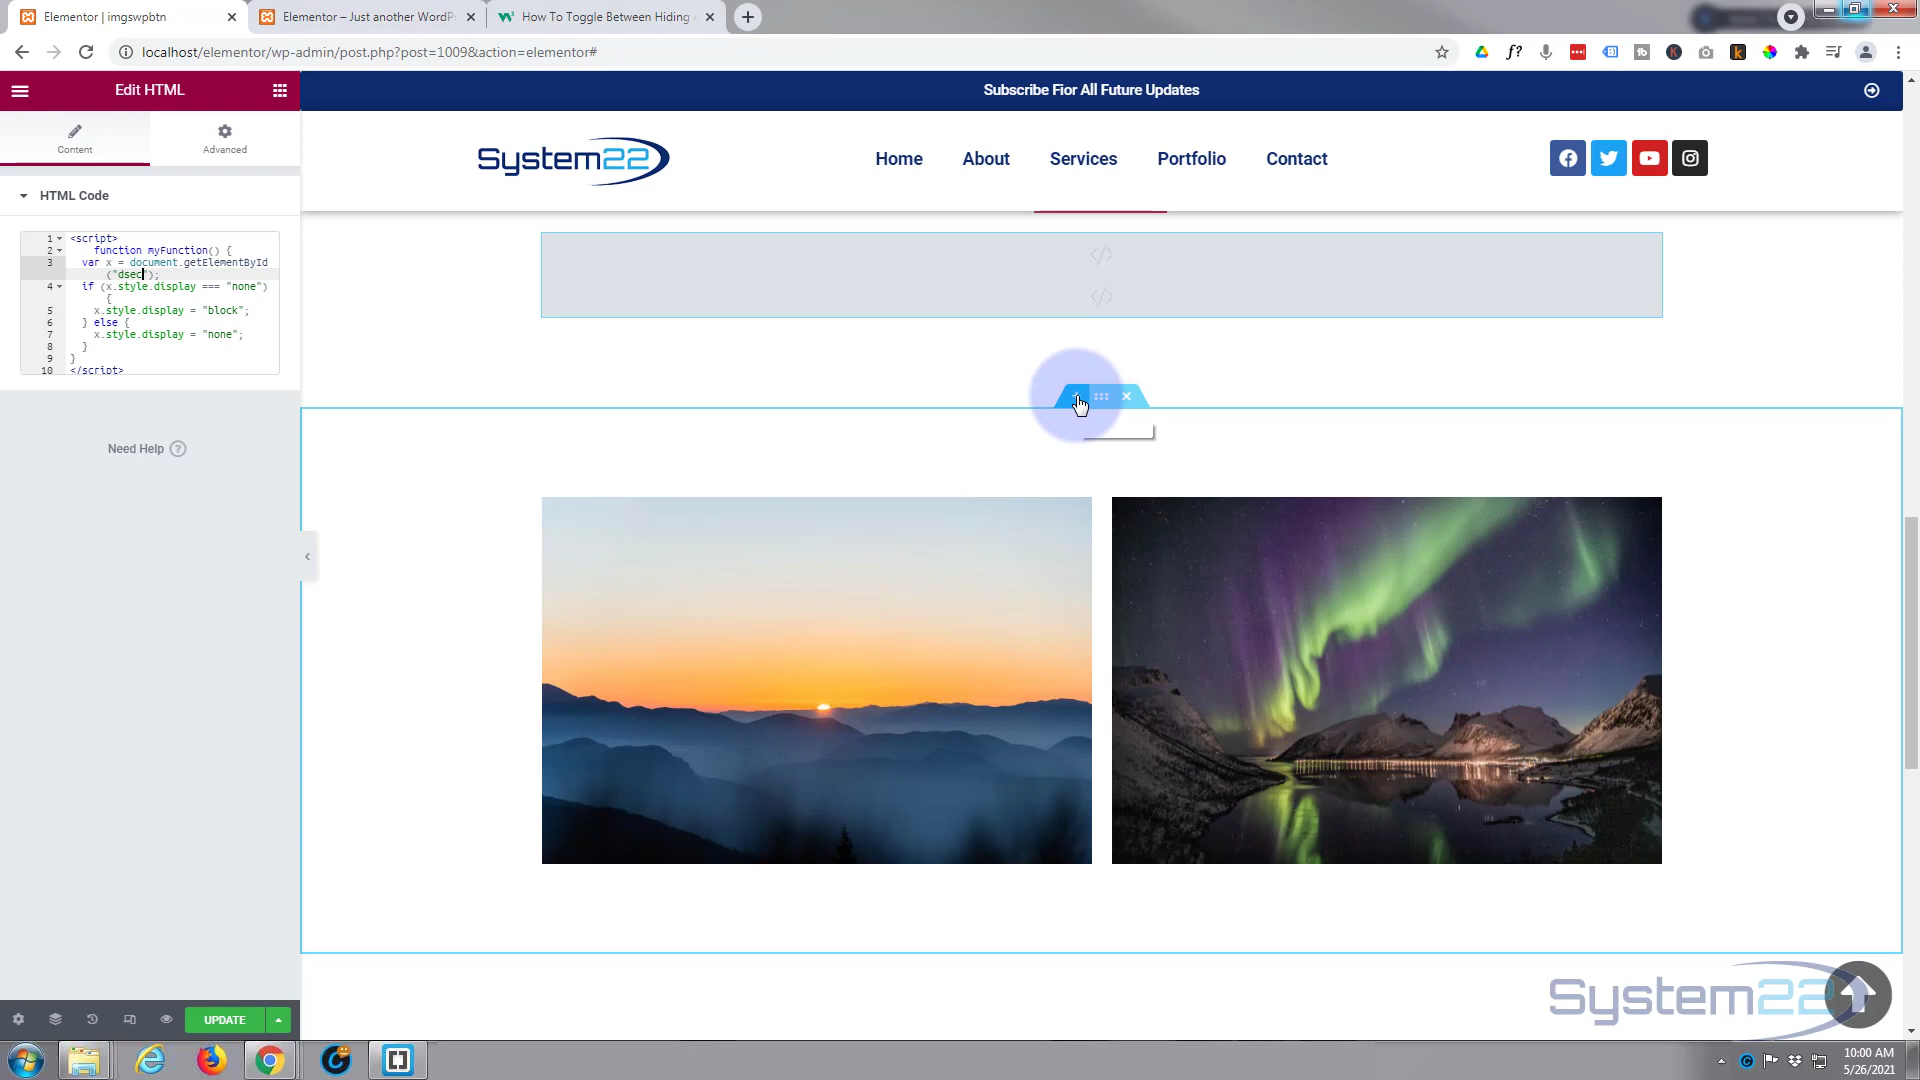 Elementor | imgswpbtn
Elementor – Just another WordP
How To Toggle Between Hiding
localhost/elementor/wp-admin/post.php?post=1009&action=elementor#
Edit HTML
Subscribe Fior All Future Updates
Content
Advanced
System22
Home
About
Services
Portfolio
Contact
HTML Code
1 <script>
2 function myFunction() {
3 var x = document.getElementById
("dsec");
4 if (x.style.display === "none")
{
5 x.style.display = "block";
6 } else {
7 x.style.display = "none";
8 }
9 }
10 </script>
Need Help ?
UPDATE
System22
10:00 AM
5/26/2021